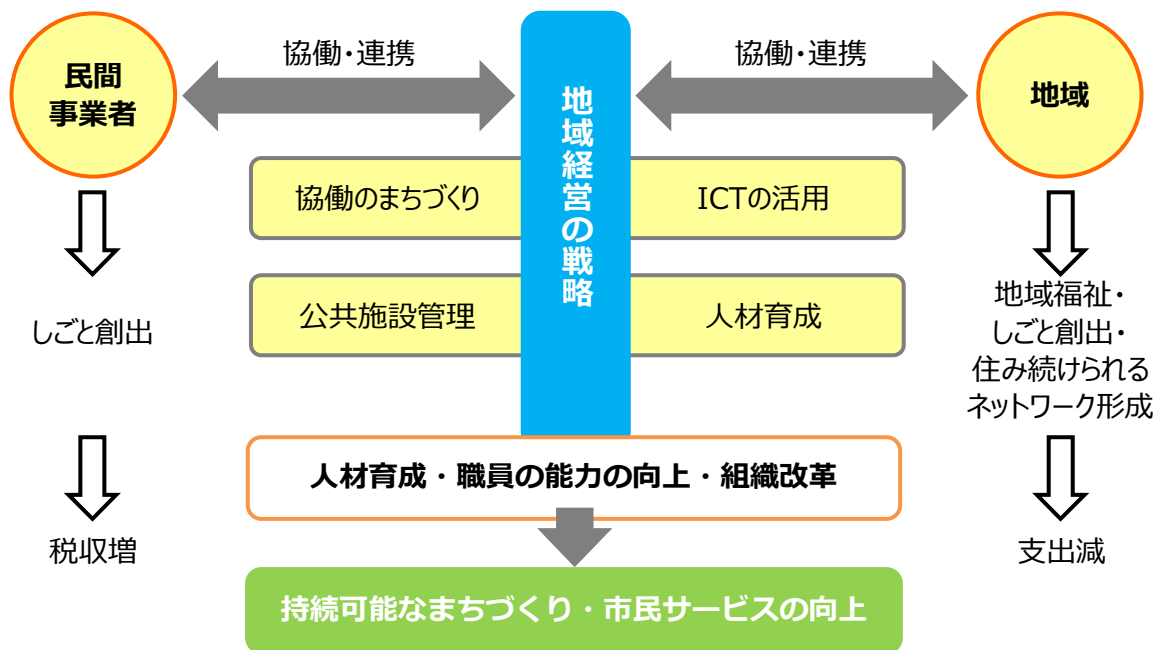 民間
事業者
協働・連携
地域経営の戦略
協働・連携
地域
協働のまちづくり
ICTの活用
公共施設管理
人材育成
しごと創出
地域福祉・
しごと創出・
住み続けられる
ネットワーク形成
人材育成・職員の能力の向上・組織改革
税収増
支出減
持続可能なまちづくり・市民サービスの向上